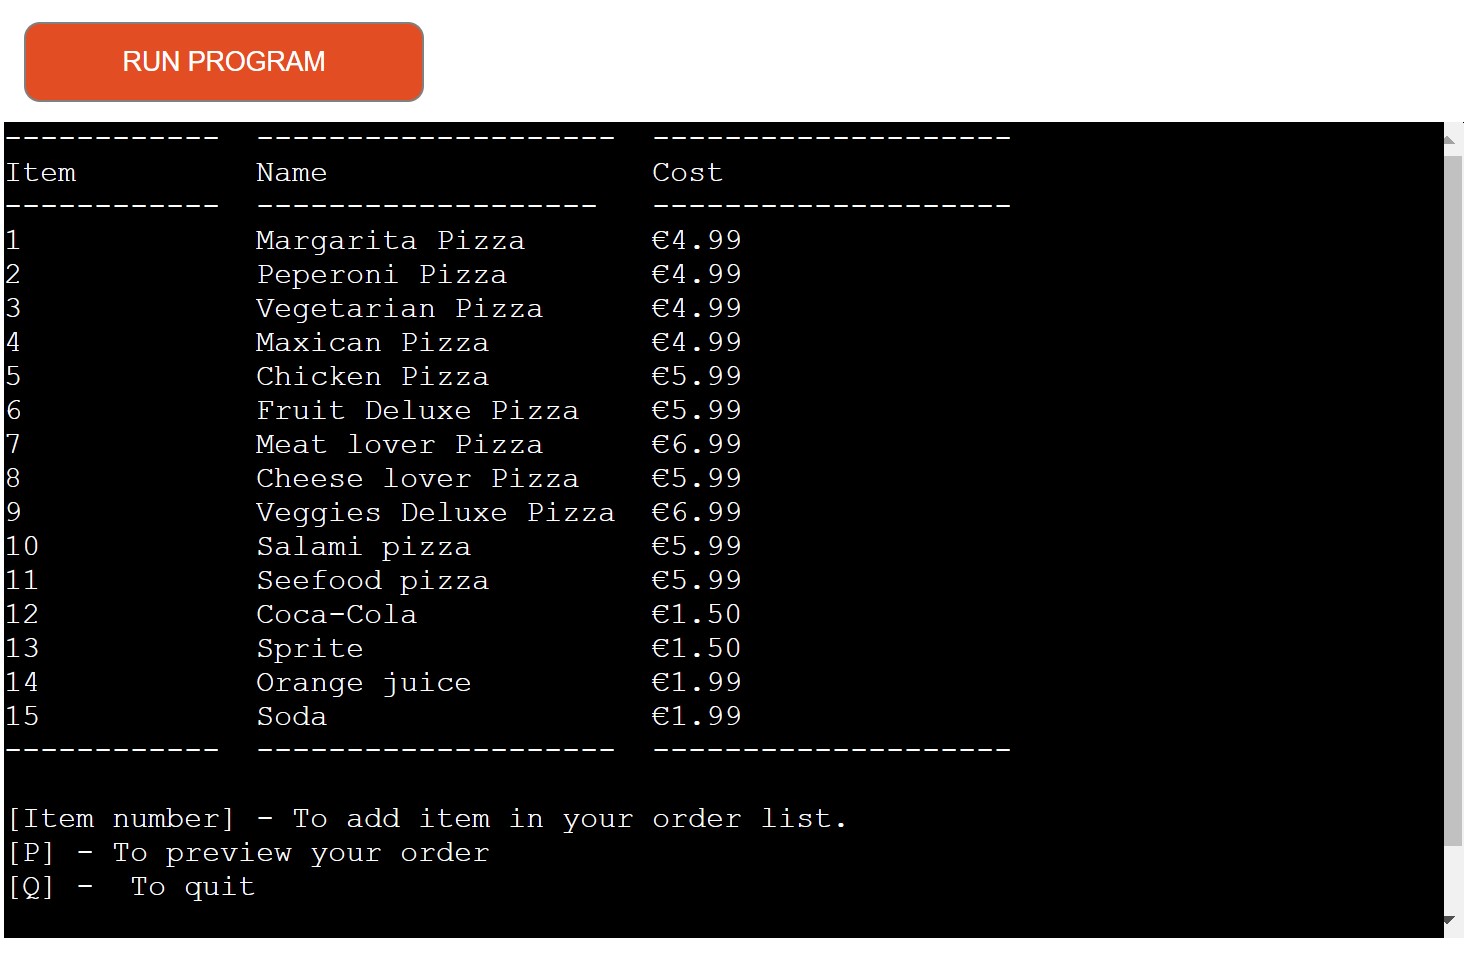 RUN PROGRAM
------------  --------------------  --------------------
Item          Name                  Cost
------------  -------------------   --------------------
1             Margarita Pizza       €4.99
2             Peperoni Pizza        €4.99
3             Vegetarian Pizza      €4.99
4             Maxican Pizza         €4.99
5             Chicken Pizza         €5.99
6             Fruit Deluxe Pizza    €5.99
7             Meat lover Pizza      €6.99
8             Cheese lover Pizza    €5.99
9             Veggies Deluxe Pizza  €6.99
10            Salami pizza          €5.99
11            Seefood pizza         €5.99
12            Coca-Cola             €1.50
13            Sprite                €1.50
14            Orange juice          €1.99
15            Soda                  €1.99
------------  --------------------  --------------------
[Item number] - To add item in your order list.
[P] - To preview your order
[Q] -  To quit